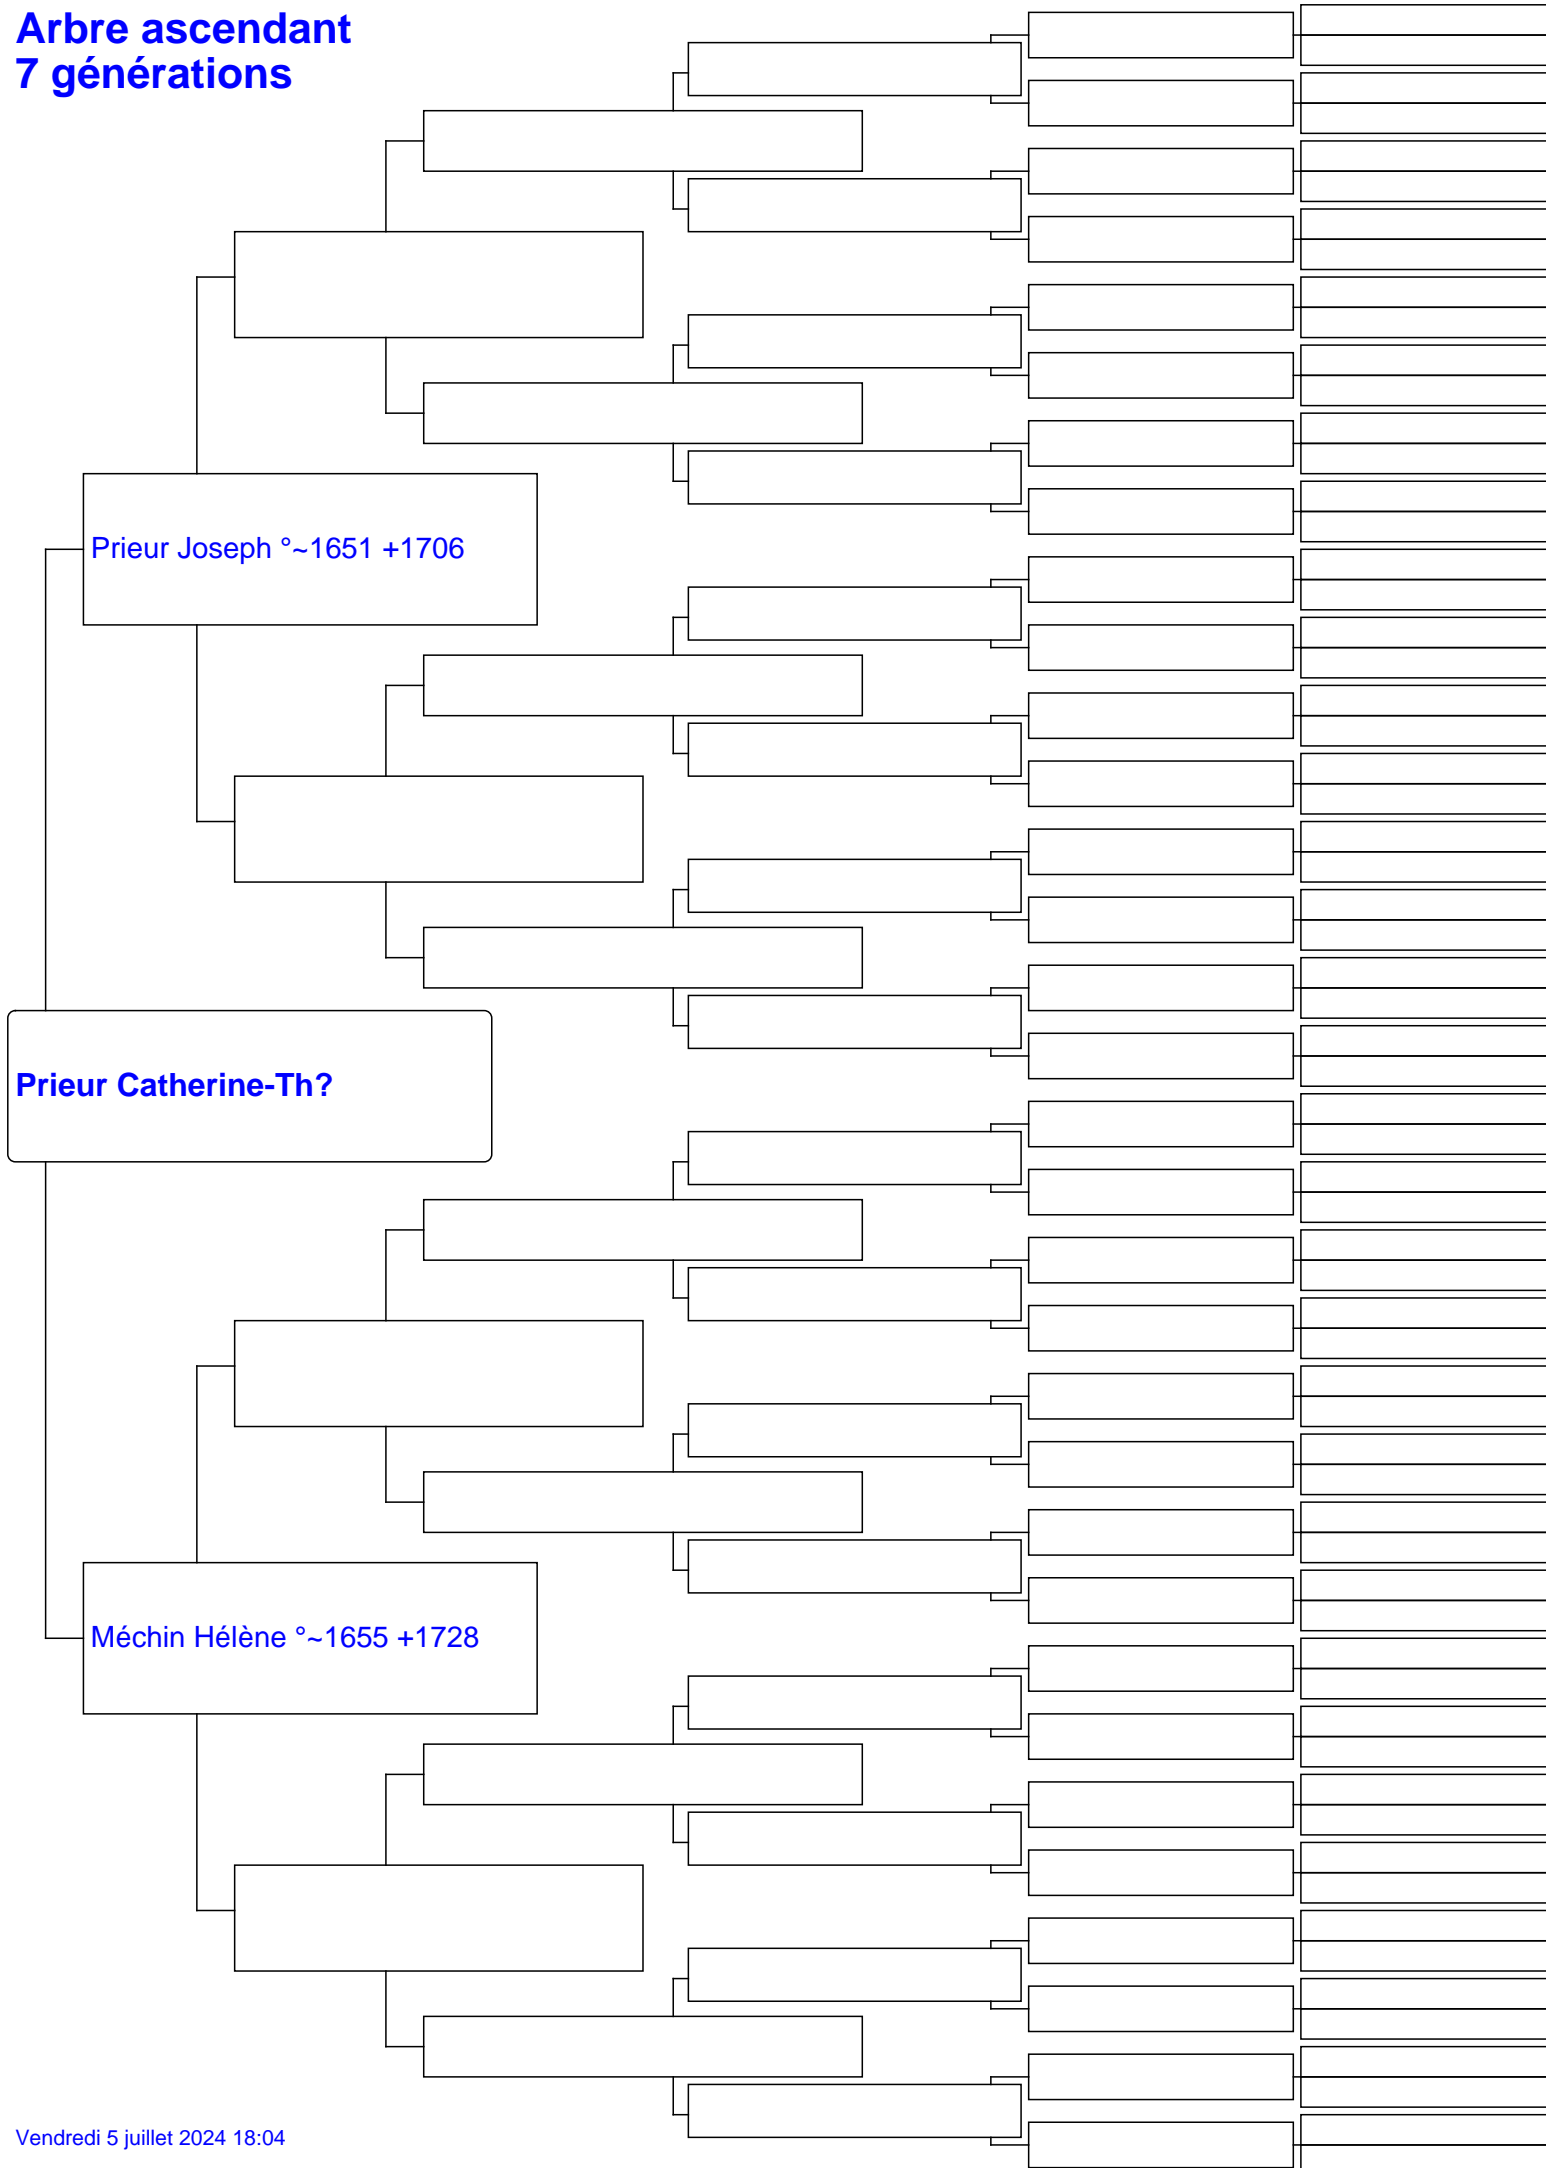 Arbre ascendant
7 générations
Prieur Joseph °~1651 +1706
Prieur Catherine-Th?
Méchin Hélène °~1655 +1728
Vendredi 5 juillet 2024 18:04